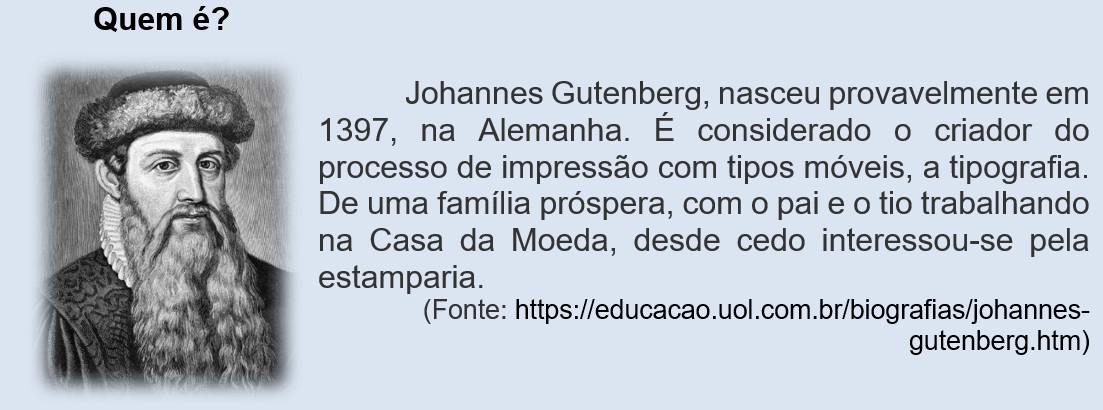 Quem é?
Johannes Gutenberg, nasceu provavelmente em
1397, na Alemanha. É considerado o criador do
processo de impressão com tipos móveis, a tipografia.
De uma família próspera, com o pai e o tio trabalhando
na Casa da Moeda, desde cedo interessou-se pela
estamparia.
(Fonte: https://educacao.uol.com.br/biografias/johannes-
gutenberg.htm)